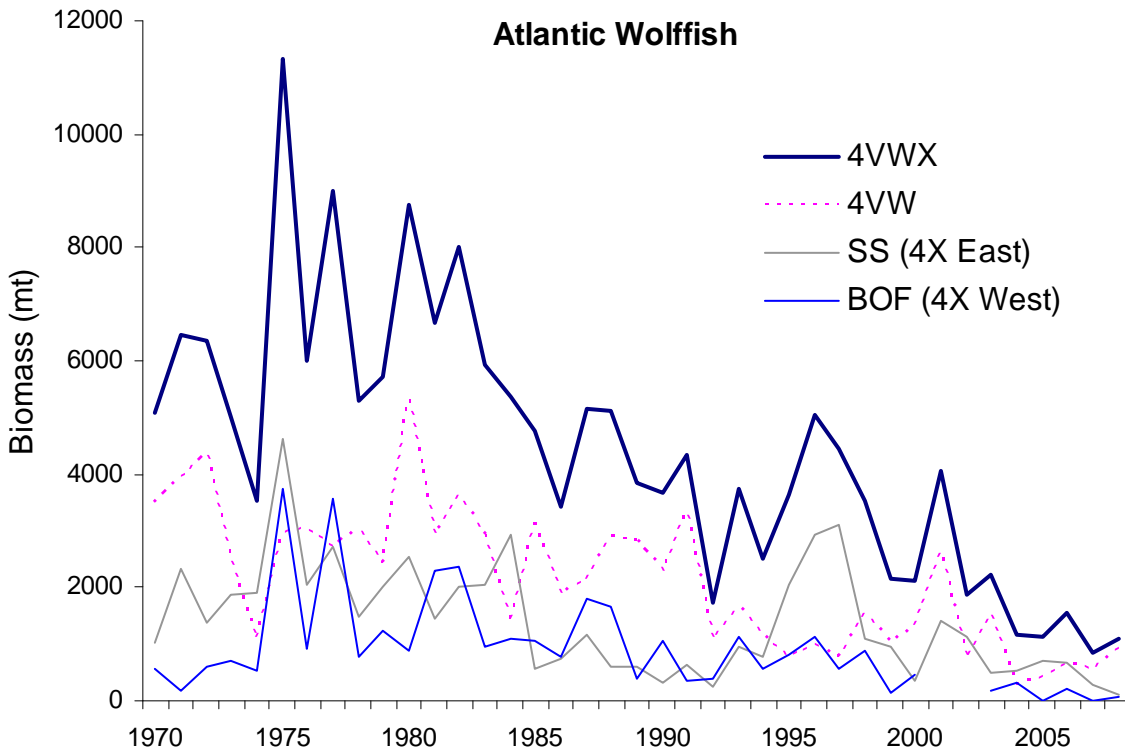 Atlantic Wolffish
12000
10000
8000
6000
4000
2000
0
Biomass (mt)
4VWX
4VW
SS (4X East)
BOF (4X West)
1970 1975 1980 1985 1990 1995 2000 2005